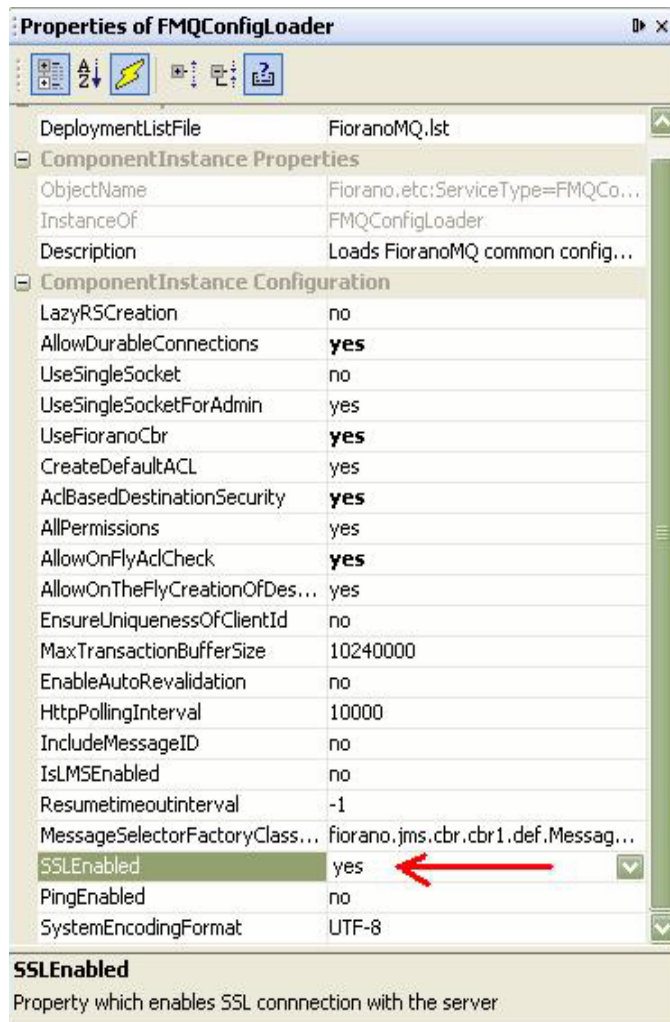 Properties of FMQConfigLoader
DeploymentListFile FioranoMQ.lst
ComponentInstance Properties
ObjectName Fiorano.etc:ServiceType=FMQCo...
InstanceOf FMQConfigLoader
Description Loads FioranoMQ common config...
ComponentInstance Configuration
LazyRSCreation no
AllowDurableConnections yes
UseSingleSocket no
UseSingleSocketForAdmin yes
UseFioranoCbr yes
CreateDefaultACL yes
AclBasedDestinationSecurity yes
AllPermissions yes
AllowOnFlyAclCheck yes
AllowOnTheFlyCreationOfDes... yes
EnsureUniquenessOfClientId no
MaxTransactionBufferSize 10240000
EnableAutoRevalidation no
HttpPollingInterval 10000
IncludeMessageID no
IsLMSEnabled no
Resumetimeoutinterval -1
MessageSelectorFactoryClass... fiorano.jms.cbr.cbr1.def.Messag...
SSLEnabled yes
PingEnabled no
SystemEncodingFormat UTF-8
SSLEnabled
Property which enables SSL connnection with the server